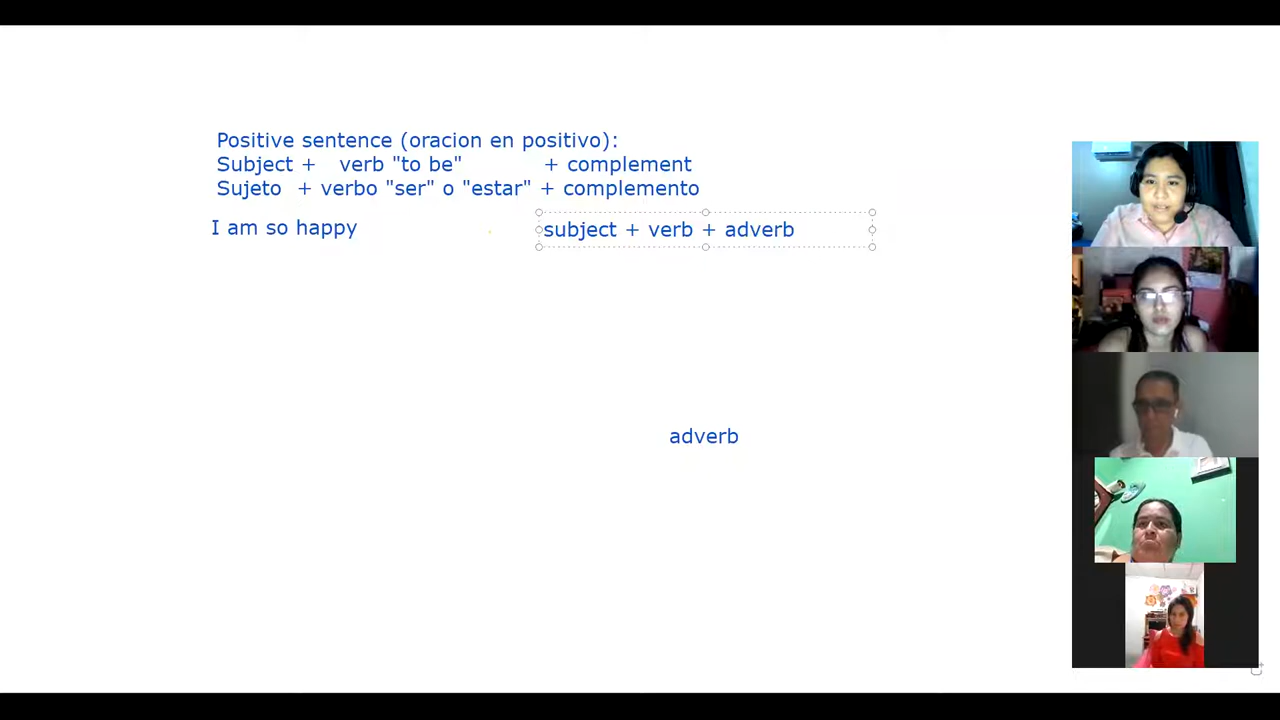 Positive sentence (oracion en positivo):
Subject + verb "to be" + complement
Sujeto + verbo "ser" o "estar" + complemento
I am so happy
subject + verb + adverb
adverb